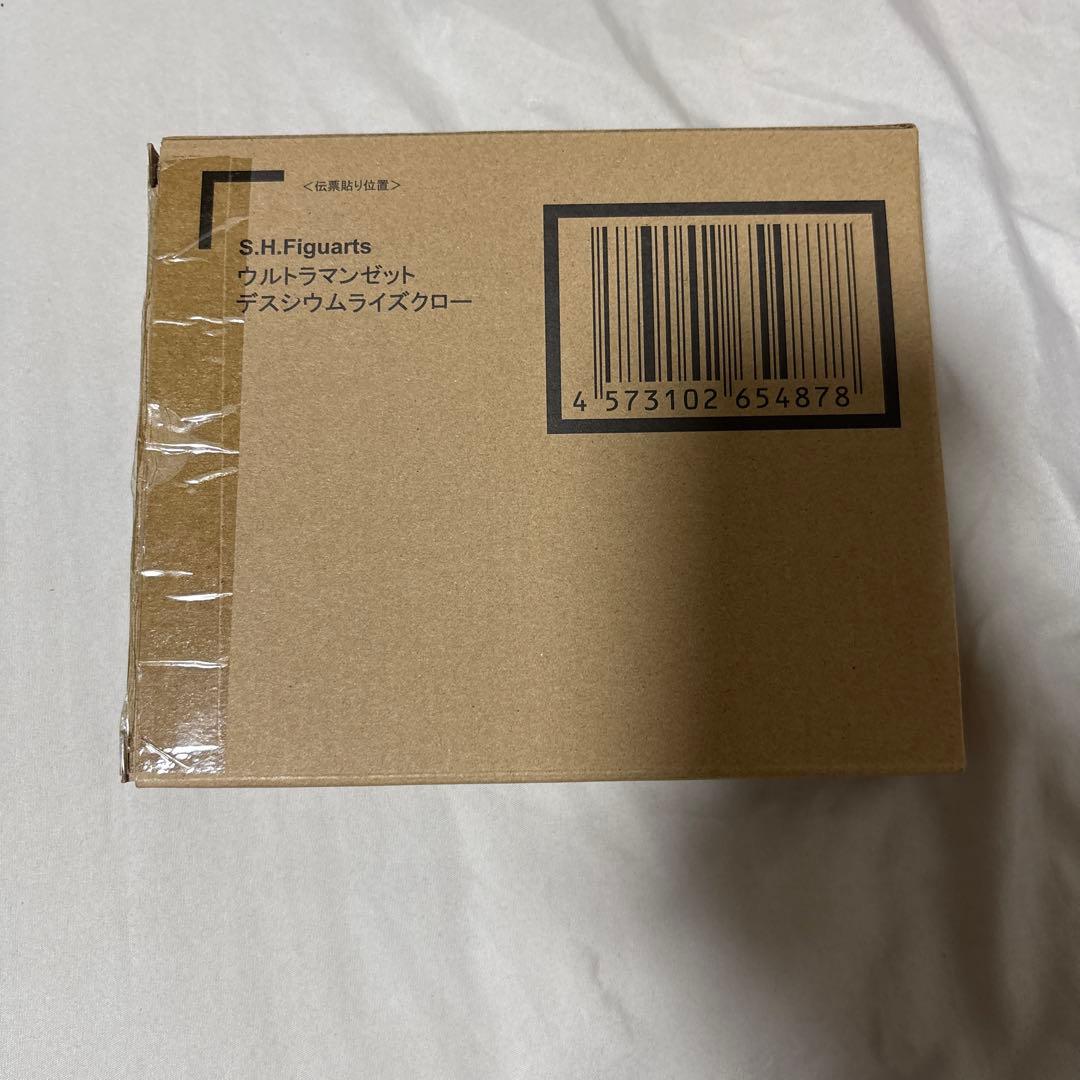 <伝票貼り位置>
S.H.Figuarts
ウルトラマンゼット
デスシウムライズクロー
4 573102 654878